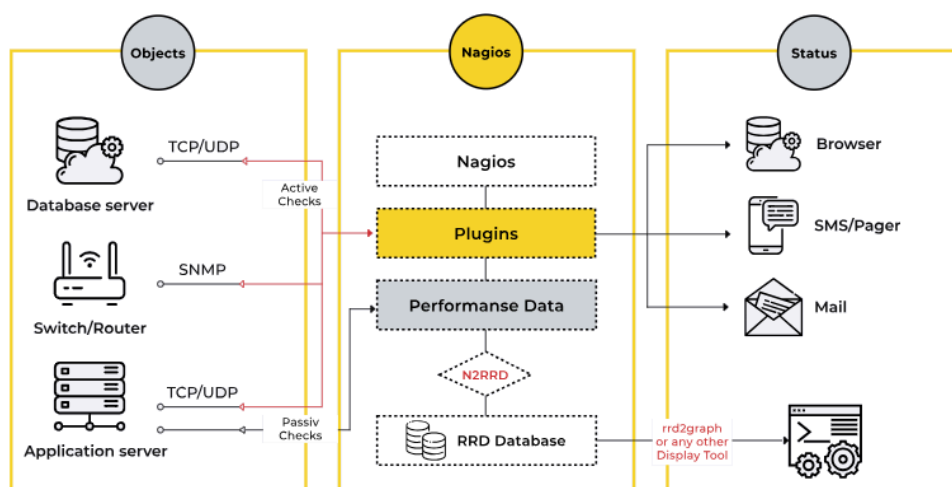 Objects
Nagios
Status
TCP/UDP
Active
Checks
Database server
SNMP
Switch/Router
TCP/UDP
Passiv
Checks
Application server
Nagios
Plugins
Performanse Data
N2RRD
RRD Database
Browser
SMS/Pager
Mail
rrd2graph
or any other
Display Tool